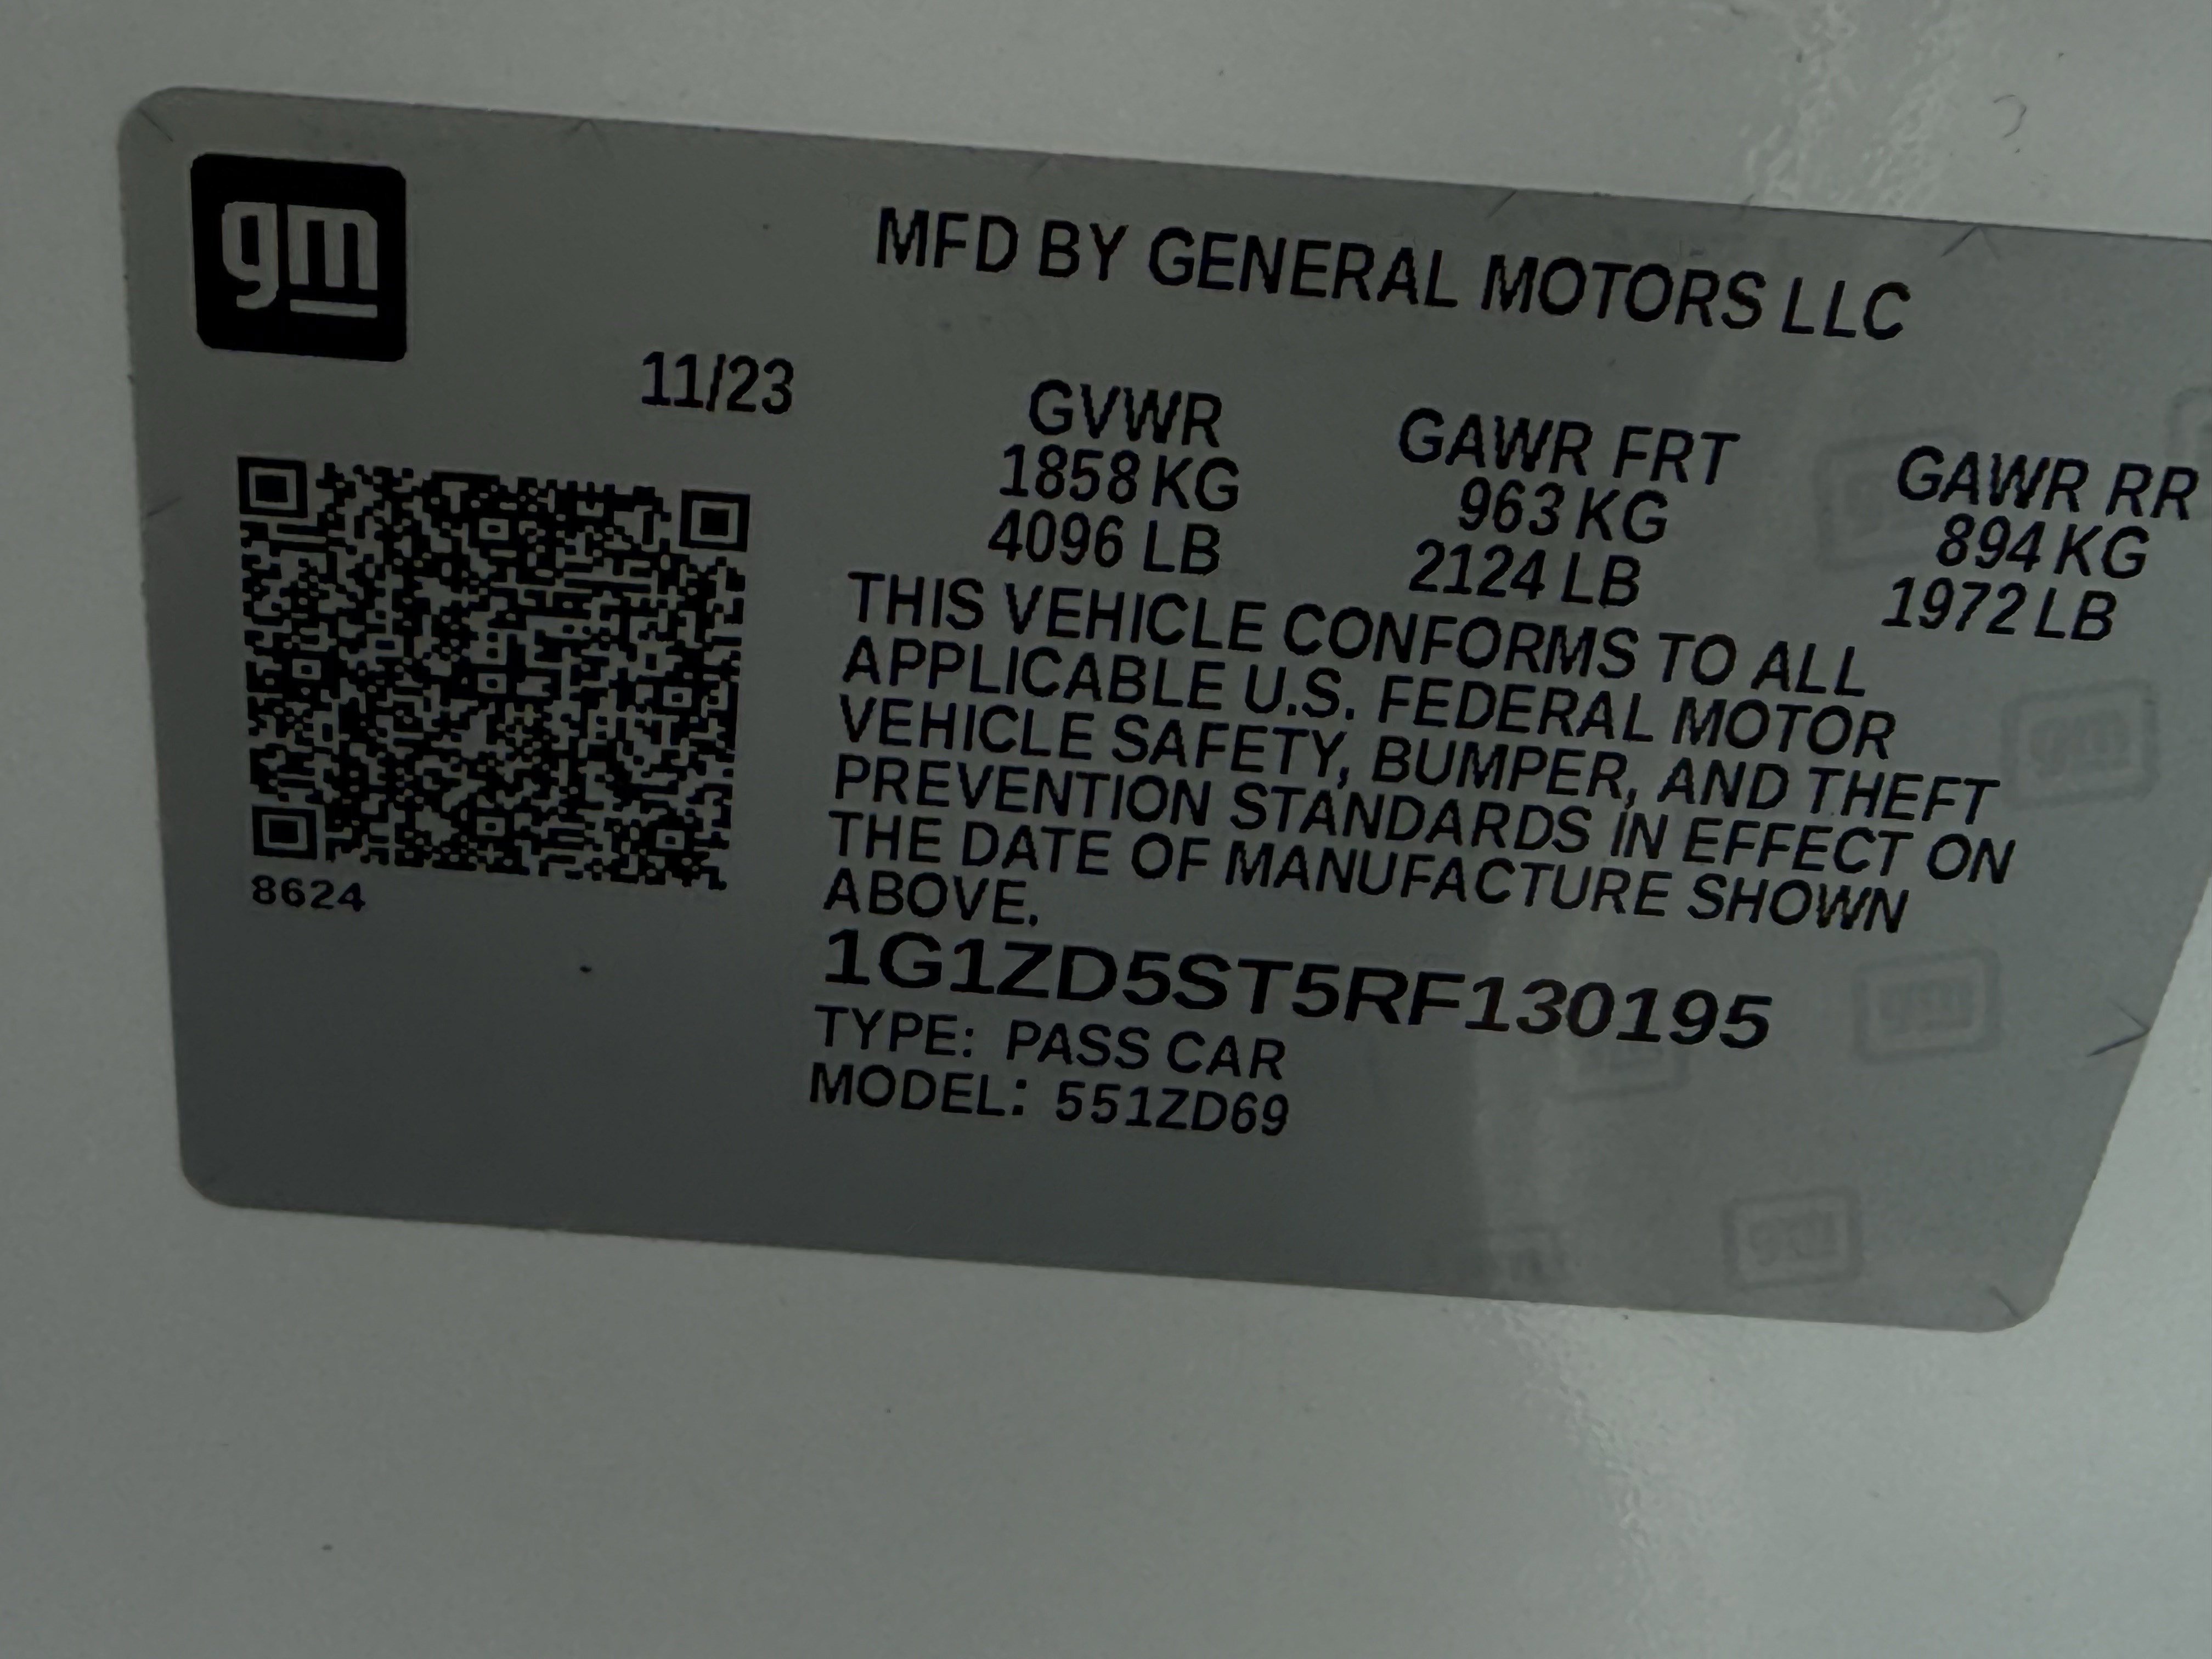 gm
MFD BY GENERAL MOTORS LLC
11/23
GVWR GAWR FRT GAWR RR
1858 KG 963 KG 894 KG
4096 LB 2124 LB 1972 LB
THIS VEHICLE CONFORMS TO ALL
APPLICABLE U.S. FEDERAL MOTOR
VEHICLE SAFETY, BUMPER, AND THEFT
PREVENTION STANDARDS IN EFFECT ON
THE DATE OF MANUFACTURE SHOWN
ABOVE.
8624
1G1ZD5ST5RF130195
TYPE: PASS CAR
MODEL: 551ZD69